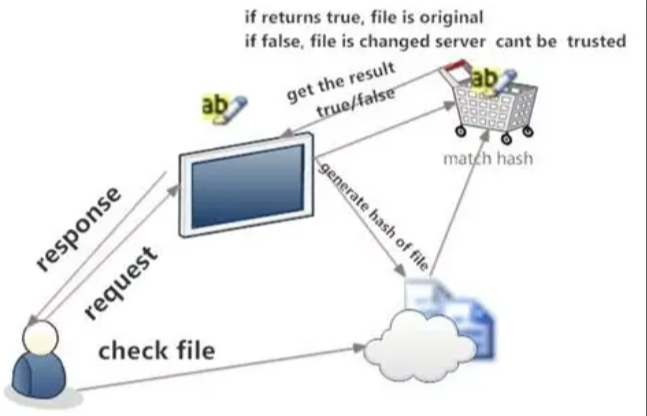 if returns true, file is original
if false, file is changed server cant be trusted
get the result
true/false
ab
ab
match hash
generate hash of file
response
request
check file